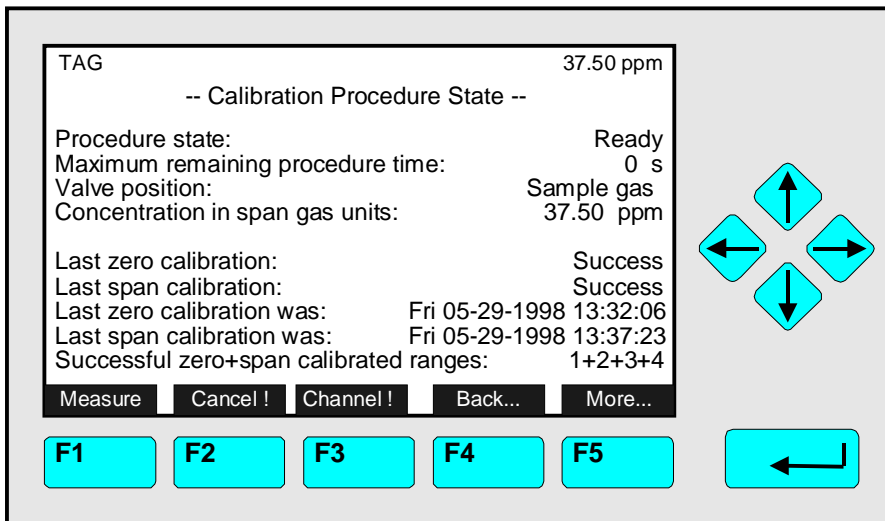 TAG 37.50 ppm
-- Calibration Procedure State --
Procedure state: Ready
Maximum remaining procedure time: 0 s
Valve position: Sample gas
Concentration in span gas units: 37.50 ppm
Last zero calibration: Success
Last span calibration: Success
Last zero calibration was: Fri 05-29-1998 13:32:06
Last span calibration was: Fri 05-29-1998 13:37:23
Successful zero+span calibrated ranges: 1+2+3+4
Measure Cancel ! Channel ! Back... More...
F1 F2 F3 F4 F5